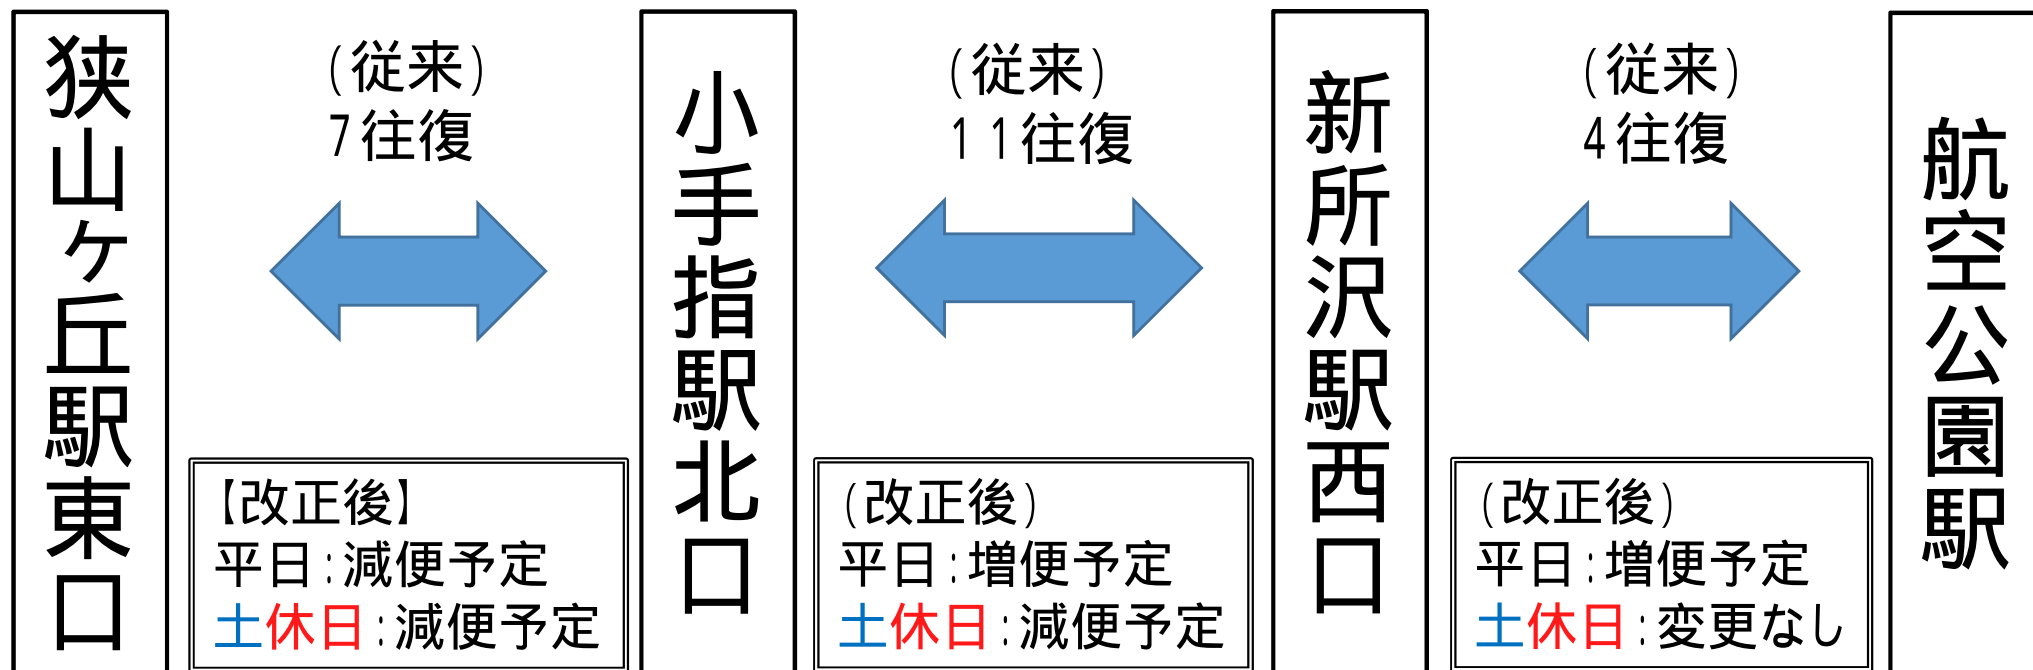 狭山ヶ丘駅東口
(従来)
7往復
【改正後】
平日:減便予定
土休日:減便予定
小手指駅北口
(従来)
11往復
(改正後)
平日:増便予定
土休日:減便予定
新所沢駅西口
(従来)
4往復
(改正後)
平日:増便予定
土休日:変更なし
航空公園駅